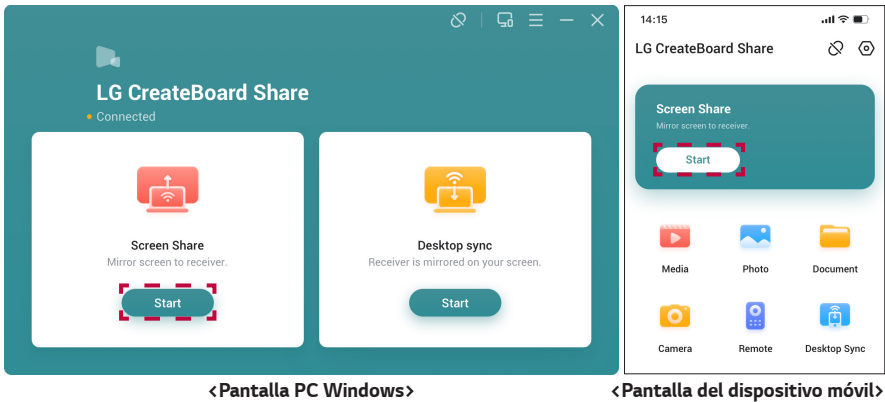 LG CreateBoard Share
Connected
Screen Share
Mirror screen to receiver.
Start
Desktop sync
Receiver is mirrored on your screen.
Start
<Pantalla PC Windows>
14:15
LG CreateBoard Share
Screen Share
Mirror screen to receiver.
Start
Media Photo Document
Camera Remote Desktop Sync
<Pantalla del dispositivo móvil>